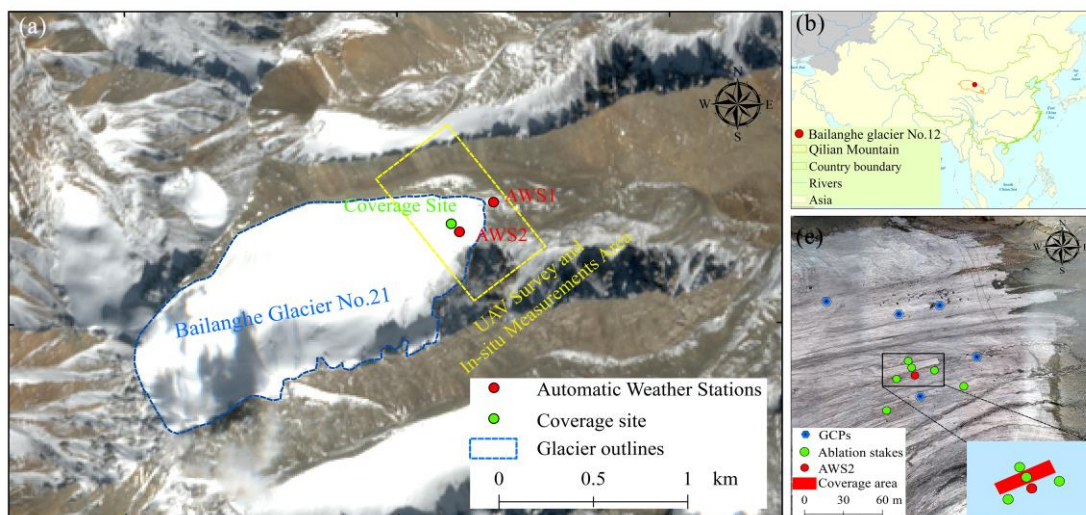 (a)
N
W E
S
Coverage Site
AWS1
AWS2
Bailanghe Glacier No.21
UAV Survey and
In-situ Measurements Area
Automatic Weather Stations
Coverage site
Glacier outlines
0 0.5 1 km
(b)
N
W E
S
Bailanghe glacier No.12
Qilian Mountain
Country boundary
Rivers
Asia
(e)
N
W E
S
GCPs
Ablation stakes
AWS2
Coverage area
0 30 60 m